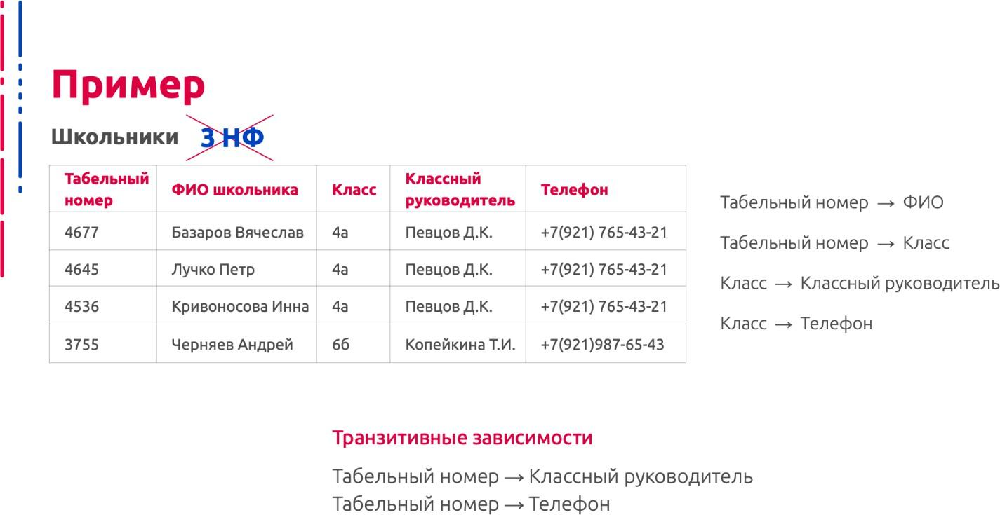 Пример
Школьники 3 НФ
Табельный номер ФИО школьника Класс Классный руководитель Телефон
4677 Базаров Вячеслав 4а Певцов Д.К. +7(921) 765-43-21
4645 Лучко Петр 4а Певцов Д.К. +7(921) 765-43-21
4536 Кривоносова Инна 4а Певцов Д.К. +7(921) 765-43-21
3755 Черняев Андрей 6б Копейкина Т.И. +7(921)987-65-43
Табельный номер → ФИО
Табельный номер → Класс
Класс → Классный руководитель
Класс → Телефон
Транзитивные зависимости
Табельный номер → Классный руководитель
Табельный номер → Телефон